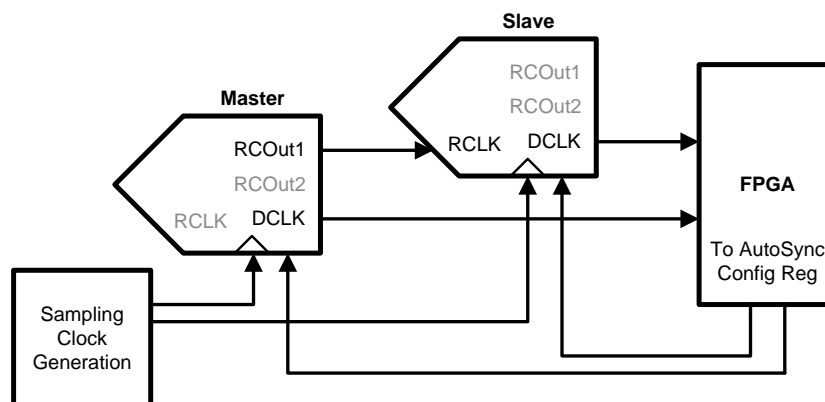 Slave
RCOut1
RCOut2
RCLK
DCLK
Master
RCOut1
RCOut2
RCLK
DCLK
FPGA
To AutoSync
Config Reg
Sampling
Clock
Generation